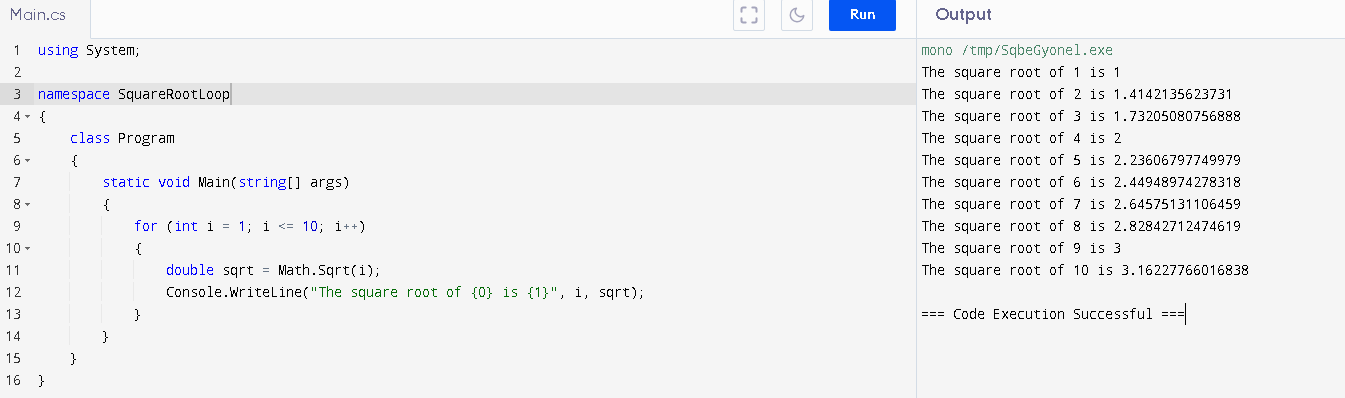 Main.cs
Run
1 using System;
2
3 namespace SquareRootLoop
4 {
5     class Program
6     {
7         static void Main(string[] args)
8         {
9             for (int i = 1; i <= 10; i++)
10             {
11                 double sqrt = Math.Sqrt(i);
12                 Console.WriteLine("The square root of {0} is {1}", i, sqrt);
13             }
14         }
15     }
16 }
Output
mono /tmp/SqbeGyonel.exe
The square root of 1 is 1
The square root of 2 is 1.4142135623731
The square root of 3 is 1.73205080756888
The square root of 4 is 2
The square root of 5 is 2.23606797749979
The square root of 6 is 2.44948974278318
The square root of 7 is 2.64575131106459
The square root of 8 is 2.82842712474619
The square root of 9 is 3
The square root of 10 is 3.16227766016838

=== Code Execution Successful ===